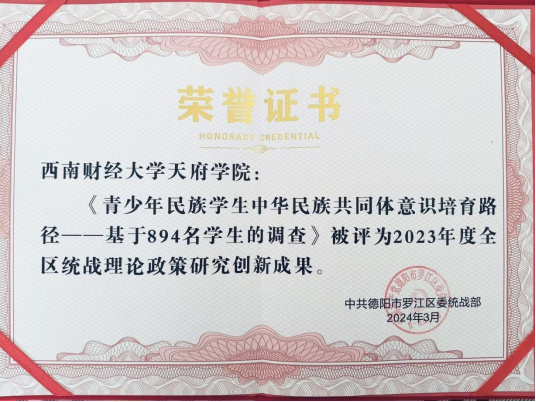 荣誉证书
HONORARY CREDENTIAL
西南财经大学天府学院：
《青少年民族学生中华民族共同体意识培育路
径——基于894名学生的调查》被评为2023年度全
区统战理论政策研究创新成果。
中共德阳市罗江区委统战部
2024年3月